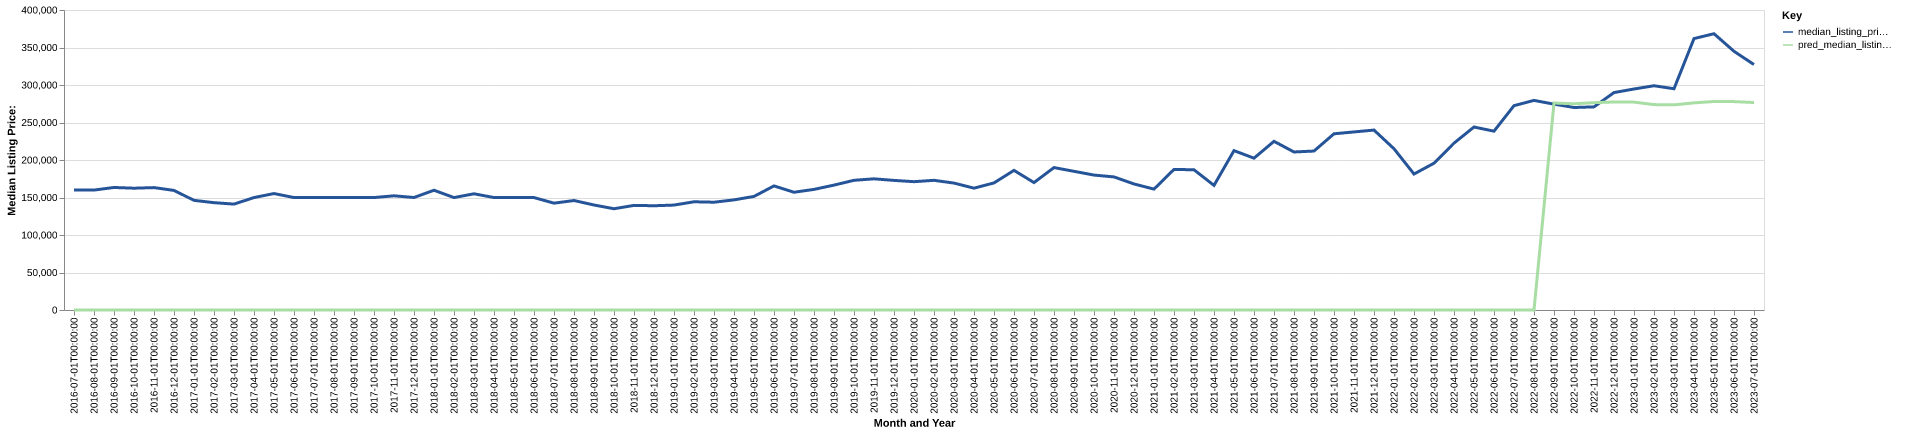 400,000
350,000
300,000
250,000
200,000
150,000
100,000
50,000
0
Median Listing Price:
2016-07-01T00:00:00
2016-08-01T00:00:00
2016-09-01T00:00:00
2016-10-01T00:00:00
2016-11-01T00:00:00
2016-12-01T00:00:00
2017-01-01T00:00:00
2017-02-01T00:00:00
2017-03-01T00:00:00
2017-04-01T00:00:00
2017-05-01T00:00:00
2017-06-01T00:00:00
2017-07-01T00:00:00
2017-08-01T00:00:00
2017-09-01T00:00:00
2017-10-01T00:00:00
2017-11-01T00:00:00
2017-12-01T00:00:00
2018-01-01T00:00:00
2018-02-01T00:00:00
2018-03-01T00:00:00
2018-04-01T00:00:00
2018-05-01T00:00:00
2018-06-01T00:00:00
2018-07-01T00:00:00
2018-08-01T00:00:00
2018-09-01T00:00:00
2018-10-01T00:00:00
2018-11-01T00:00:00
2018-12-01T00:00:00
2019-01-01T00:00:00
2019-02-01T00:00:00
2019-03-01T00:00:00
2019-04-01T00:00:00
2019-05-01T00:00:00
2019-06-01T00:00:00
2019-07-01T00:00:00
2019-08-01T00:00:00
2019-09-01T00:00:00
2019-10-01T00:00:00
2019-11-01T00:00:00
2019-12-01T00:00:00
2020-01-01T00:00:00
2020-02-01T00:00:00
2020-03-01T00:00:00
2020-04-01T00:00:00
2020-05-01T00:00:00
2020-06-01T00:00:00
2020-07-01T00:00:00
2020-08-01T00:00:00
2020-09-01T00:00:00
2020-10-01T00:00:00
2020-11-01T00:00:00
2020-12-01T00:00:00
2021-01-01T00:00:00
2021-02-01T00:00:00
2021-03-01T00:00:00
2021-04-01T00:00:00
2021-05-01T00:00:00
2021-06-01T00:00:00
2021-07-01T00:00:00
2021-08-01T00:00:00
2021-09-01T00:00:00
2021-10-01T00:00:00
2021-11-01T00:00:00
2021-12-01T00:00:00
2022-01-01T00:00:00
2022-02-01T00:00:00
2022-03-01T00:00:00
2022-04-01T00:00:00
2022-05-01T00:00:00
2022-06-01T00:00:00
2022-07-01T00:00:00
2022-08-01T00:00:00
2022-09-01T00:00:00
2022-10-01T00:00:00
2022-11-01T00:00:00
2022-12-01T00:00:00
2023-01-01T00:00:00
2023-02-01T00:00:00
2023-03-01T00:00:00
2023-04-01T00:00:00
2023-05-01T00:00:00
2023-06-01T00:00:00
2023-07-01T00:00:00
Month and Year
Key
median_listing_pri…
pred_median_listin…